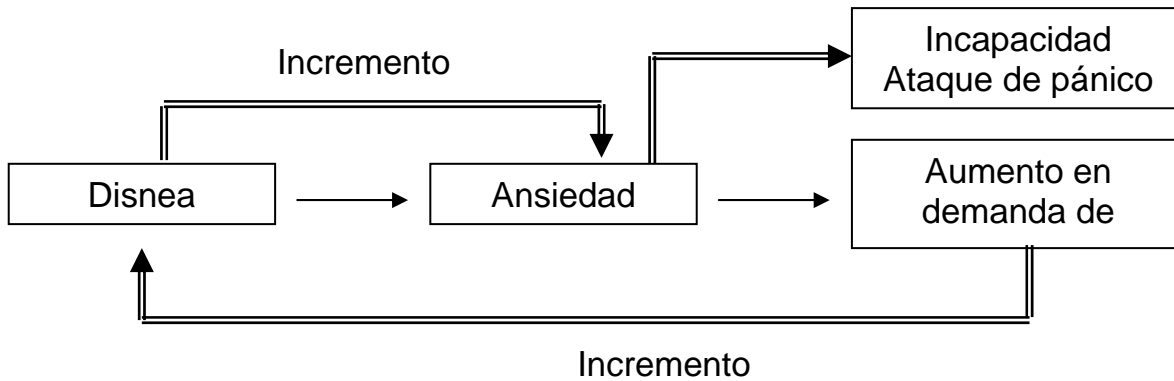 Incremento
Incapacidad
Ataque de pánico
Disnea
Ansiedad
Aumento en
demanda de
Incremento